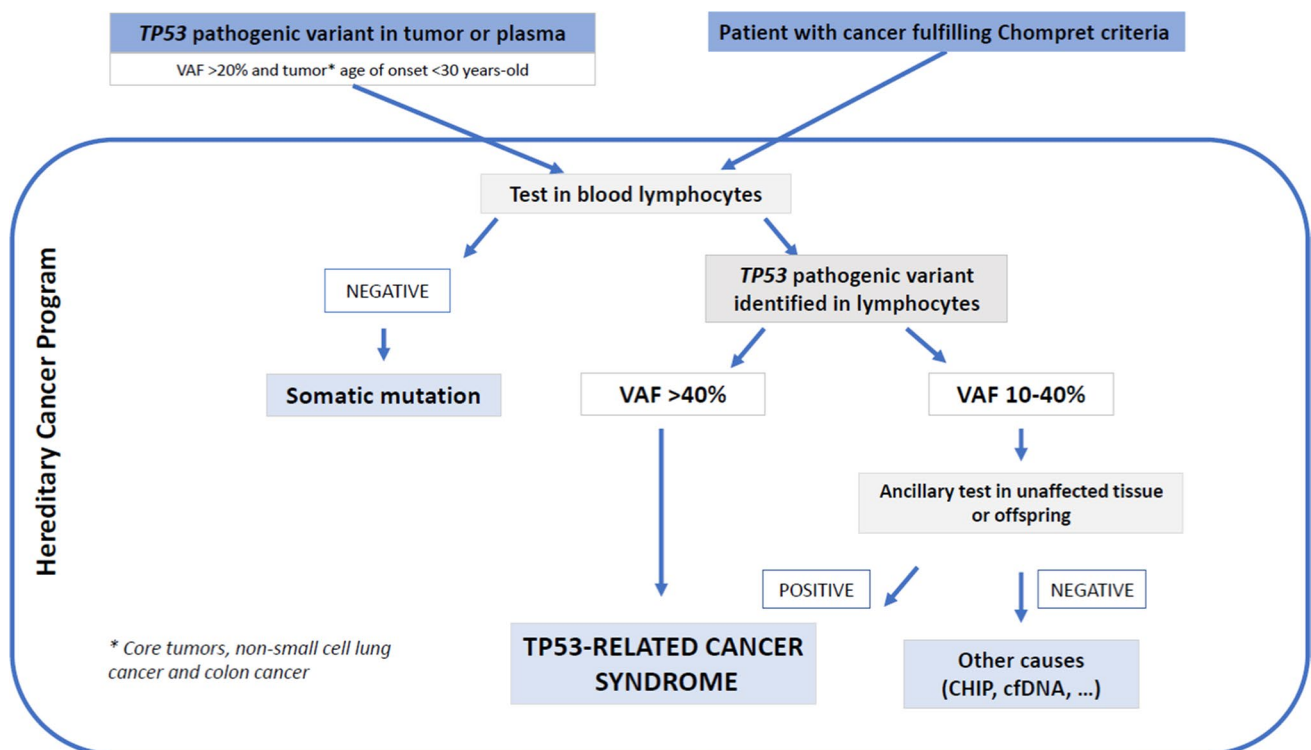 TP53 pathogenic variant in tumor or plasma
VAF >20% and tumor* age of onset <30 years-old
Patient with cancer fulfilling Chompret criteria
Hereditary Cancer Program
Test in blood lymphocytes
NEGATIVE
Somatic mutation
TP53 pathogenic variant
identified in lymphocytes
VAF >40%
VAF 10-40%
Ancillary test in unaffected tissue
or offspring
POSITIVE
NEGATIVE
TP53-RELATED CANCER
SYNDROME
Other causes
(CHIP, cfDNA, ...)
* Core tumors, non-small cell lung
cancer and colon cancer